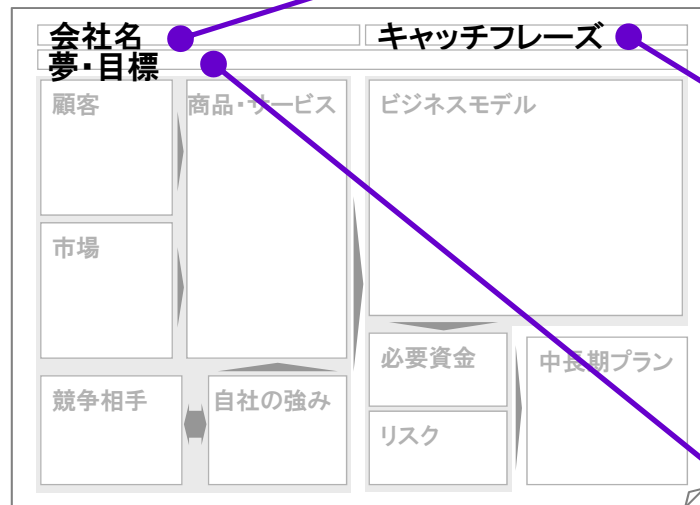 会社名
キャッチフレーズ
夢・目標
顧客
商品・サービス
ビジネスモデル
市場
必要資金
中長期プラン
競争相手
自社の強み
リスク